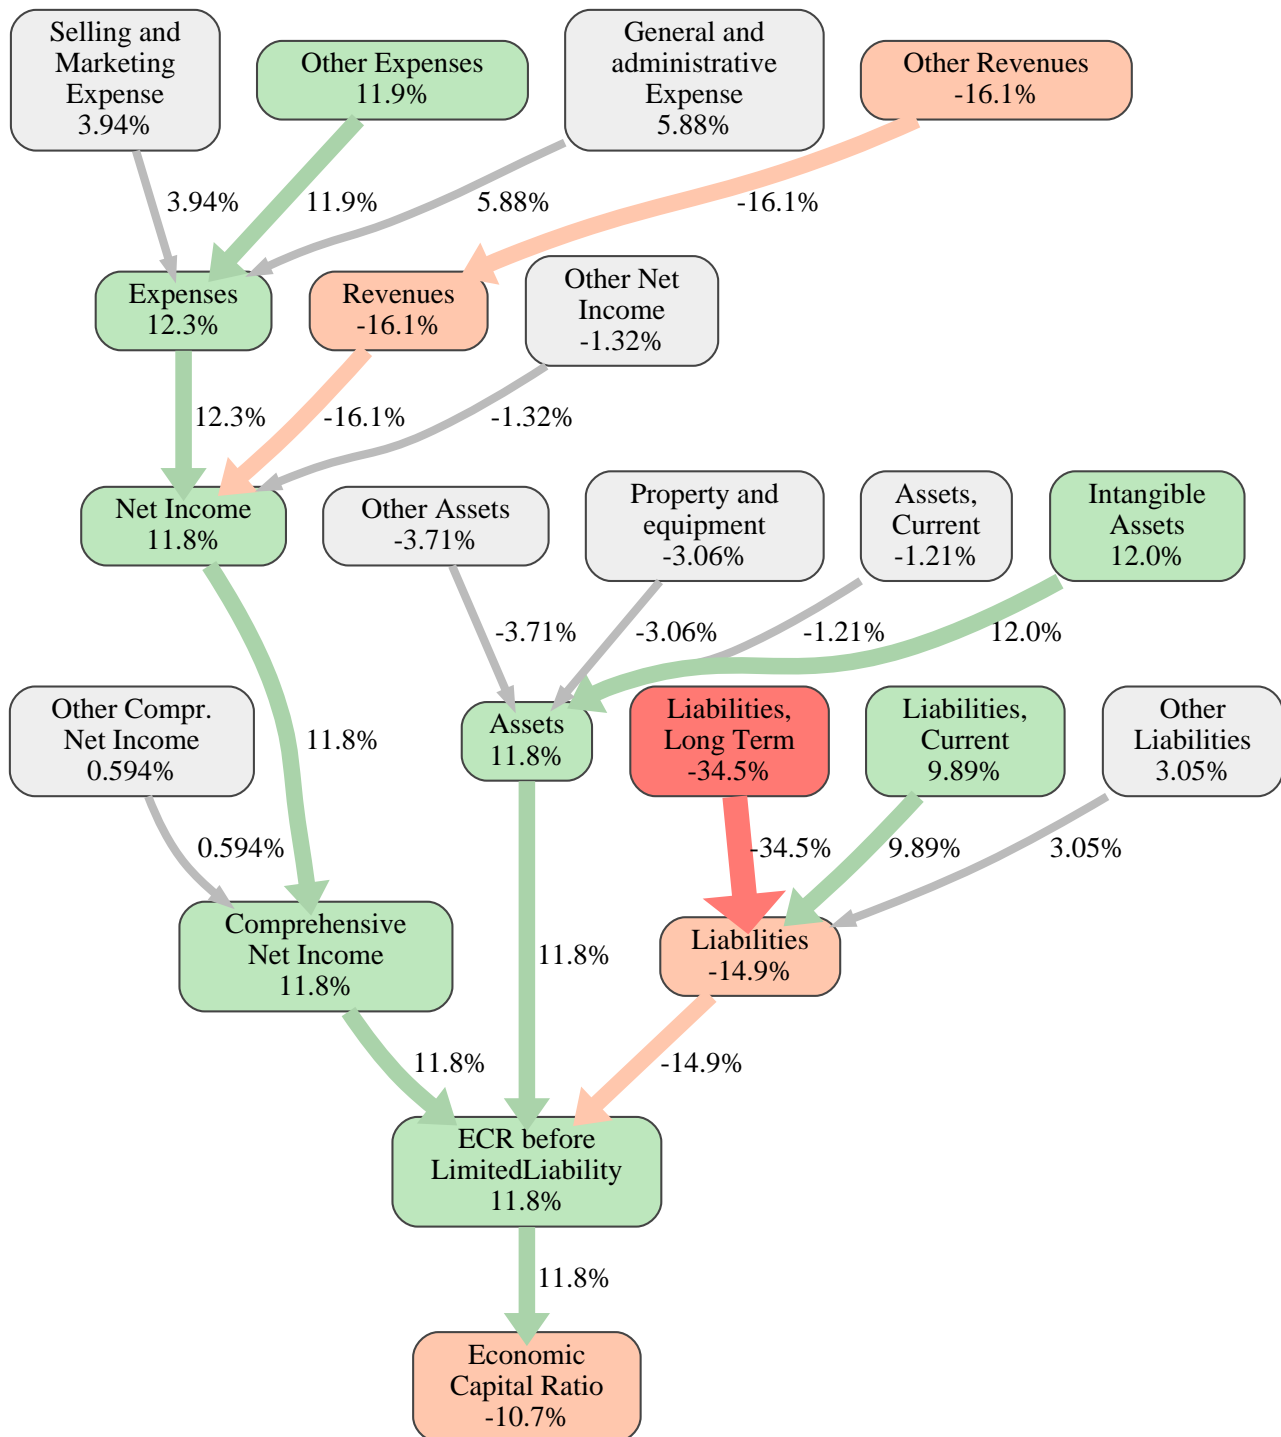 Selling and
Marketing
Expense
3.94%
Other Expenses
11.9%
General and
administrative
Expense
5.88%
Other Revenues
-16.1%
3.94%
11.9%
5.88%
-16.1%
Expenses
12.3%
Revenues
-16.1%
Other Net
Income
-1.32%
12.3%
-16.1%
-1.32%
Net Income
11.8%
Other Assets
-3.71%
Property and
equipment
-3.06%
Assets,
Current
-1.21%
Intangible
Assets
12.0%
-3.71%
-3.06%
-1.21%
12.0%
Other Compr.
Net Income
0.594%
11.8%
Assets
11.8%
Liabilities,
Long Term
-34.5%
Liabilities,
Current
9.89%
Other
Liabilities
3.05%
0.594%
-34.5%
9.89%
3.05%
Comprehensive
Net Income
11.8%
11.8%
Liabilities
-14.9%
11.8%
-14.9%
ECR before
LimitedLiability
11.8%
11.8%
Economic
Capital Ratio
-10.7%